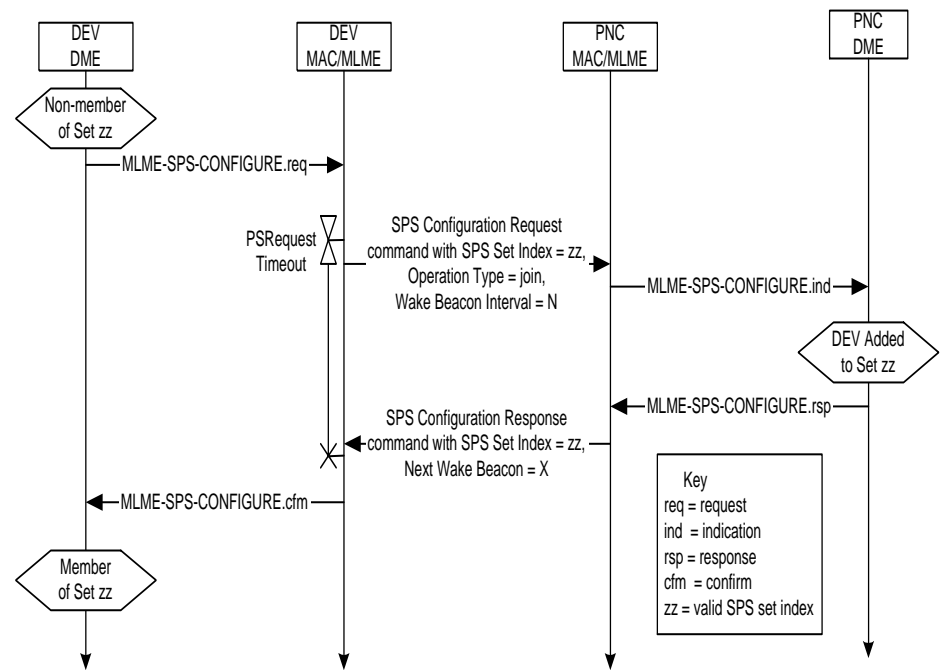 DEV
DME
DEV
MAC/MLME
PNC
MAC/MLME
PNC
DME
Non-member
of Set zz
MLME-SPS-CONFIGURE.req
PSRequest
Timeout
SPS Configuration Request
command with SPS Set Index = zz,
Operation Type = join,
Wake Beacon Interval = N
MLME-SPS-CONFIGURE.ind
DEV Added
to Set zz
MLME-SPS-CONFIGURE.rsp
SPS Configuration Response
command with SPS Set Index = zz,
Next Wake Beacon = X
MLME-SPS-CONFIGURE.cfm
Member
of Set zz
Key
req = request
ind = indication
rsp = response
cfm = confirm
zz = valid SPS set index